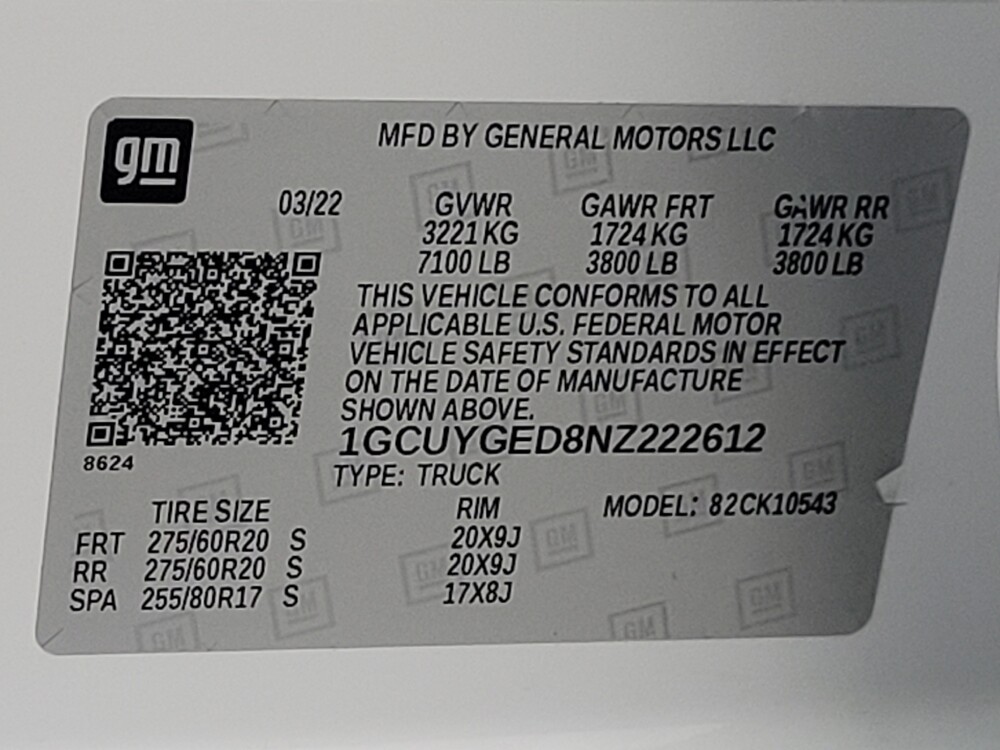 gm
MFD BY GENERAL MOTORS LLC
03/22 GVWR GAWR FRT GAWR RR
3221 KG 1724 KG 1724 KG
7100 LB 3800 LB 3800 LB
THIS VEHICLE CONFORMS TO ALL
APPLICABLE U.S. FEDERAL MOTOR
VEHICLE SAFETY STANDARDS IN EFFECT
ON THE DATE OF MANUFACTURE
SHOWN ABOVE.
1GCUYGED8NZ222612
8624
TYPE: TRUCK
TIRE SIZE RIM MODEL: 82CK10543
FRT 275/60R20 S 20X9J
RR 275/60R20 S 20X9J
SPA 255/80R17 S 17X8J